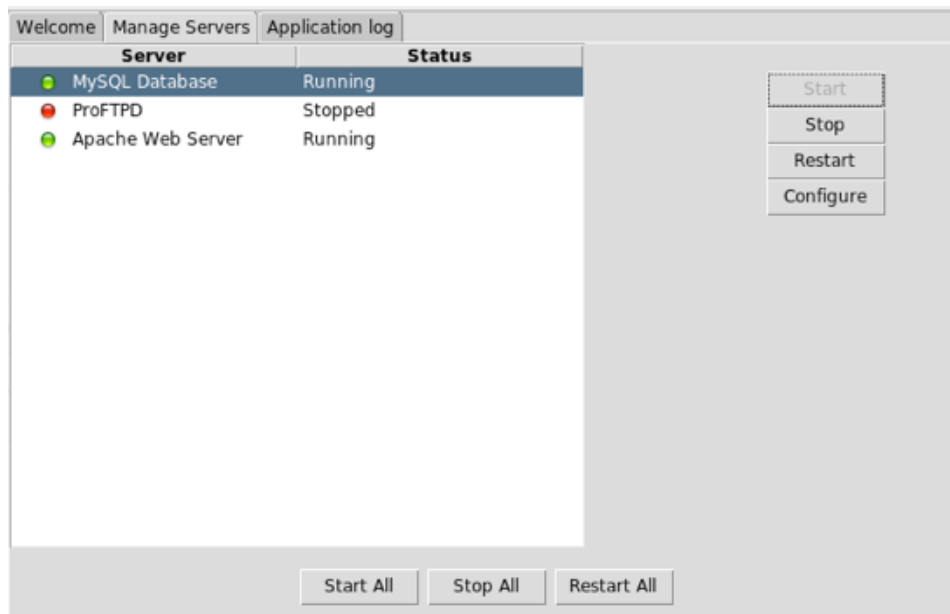 Welcome Manage Servers Application log
Server Status
MySQL Database Running
ProFTPD Stopped
Apache Web Server Running
Start
Stop
Restart
Configure
Start All Stop All Restart All